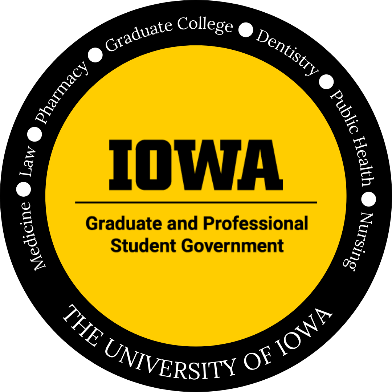 Medicine ● Law ● Pharmacy ● Graduate College ● Dentistry ● Public Health ● Nursing
IOWA
Graduate and Professional
Student Government
THE UNIVERSITY OF IOWA